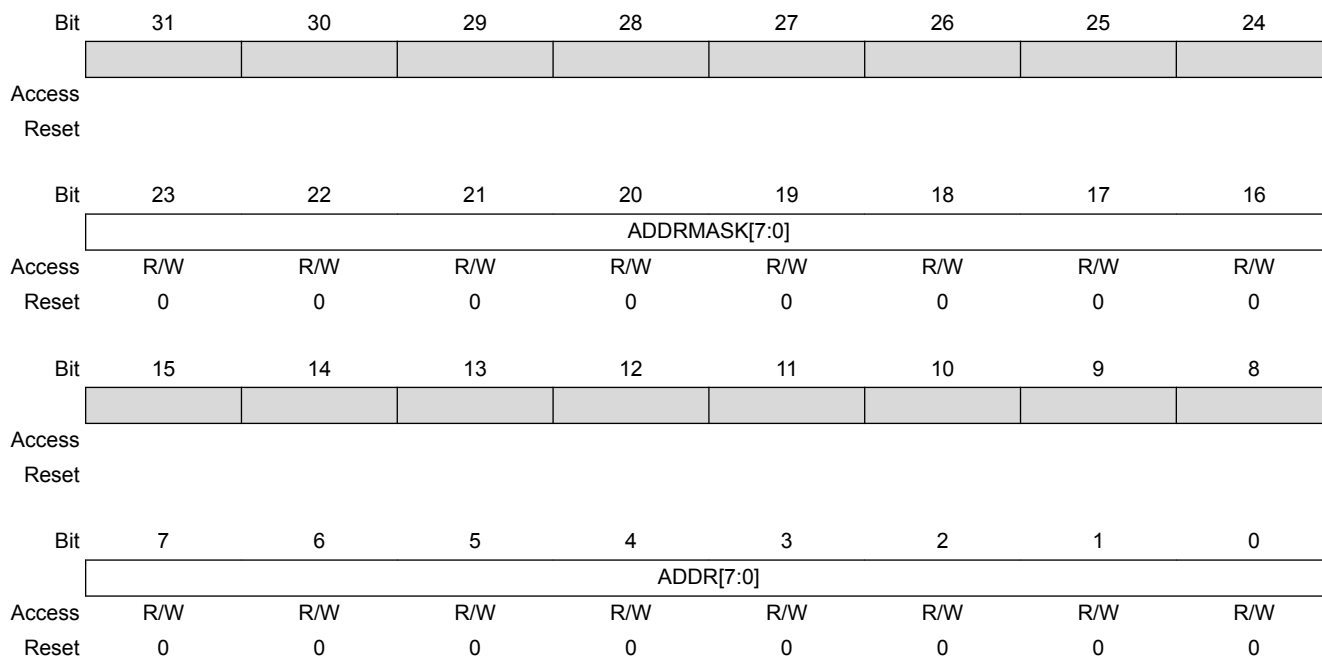 Bit 31 30 29 28 27 26 25 24
Access
Reset
Bit 23 22 21 20 19 18 17 16
ADDRMASK[7:0]
Access R/W R/W R/W R/W R/W R/W R/W R/W
Reset 0 0 0 0 0 0 0 0
Bit 15 14 13 12 11 10 9 8
Access
Reset
Bit 7 6 5 4 3 2 1 0
ADDR[7:0]
Access R/W R/W R/W R/W R/W R/W R/W R/W
Reset 0 0 0 0 0 0 0 0